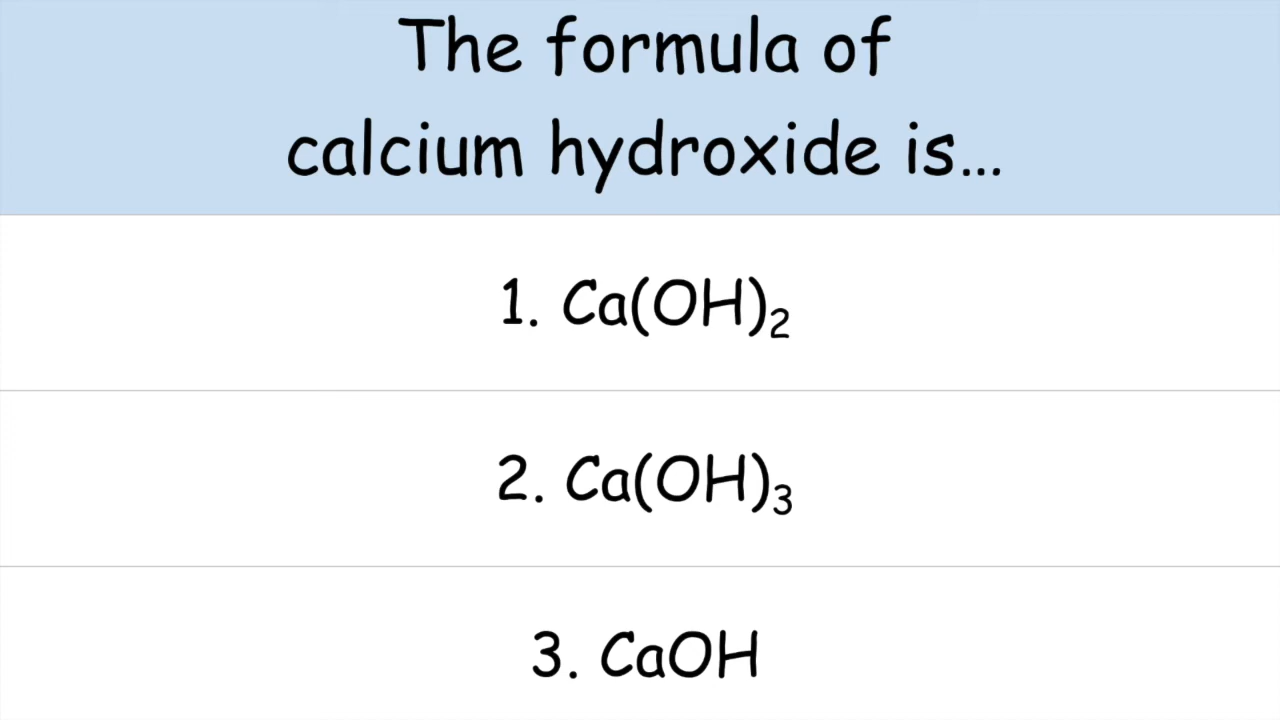 The formula of
calcium hydroxide is...
1. Ca(OH)₂
2. Ca(OH)₃
3. CaOH